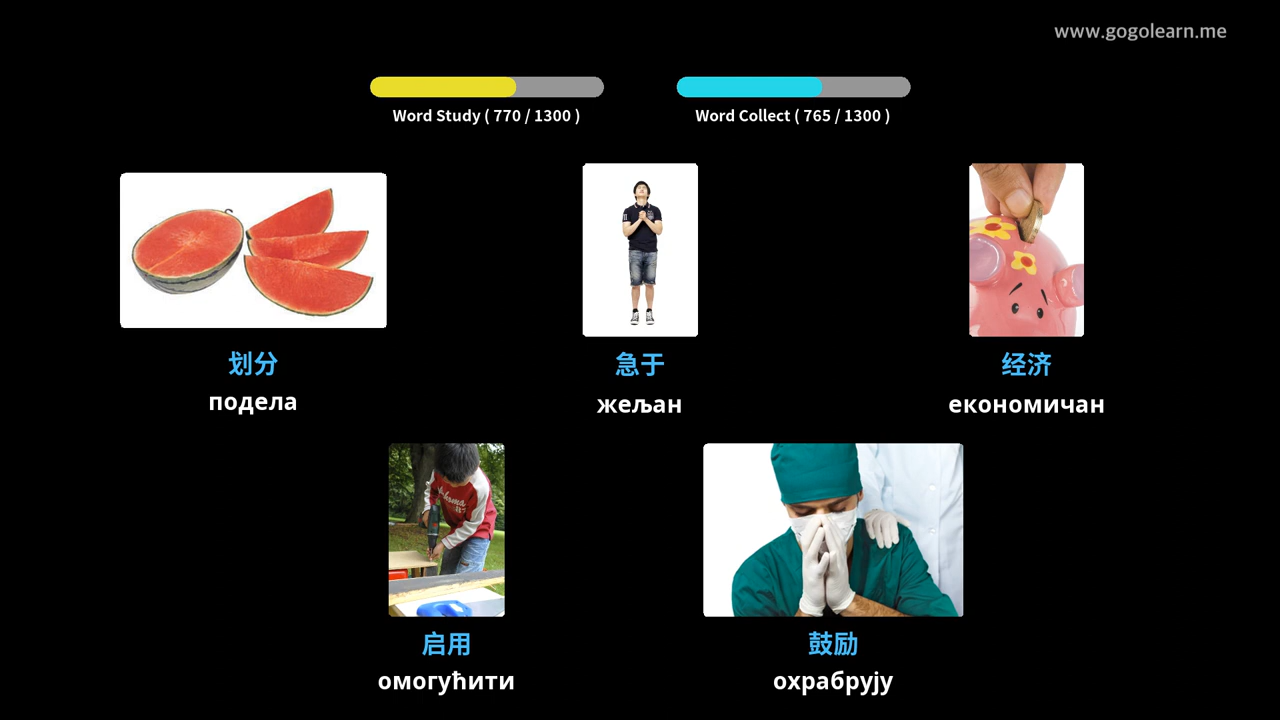 www.gogolearn.me
Word Study ( 770 / 1300 )
Word Collect ( 765 / 1300 )
划分
急于
经济
подела
жељан
економичан
启用
鼓励
омогућити
охрабрују